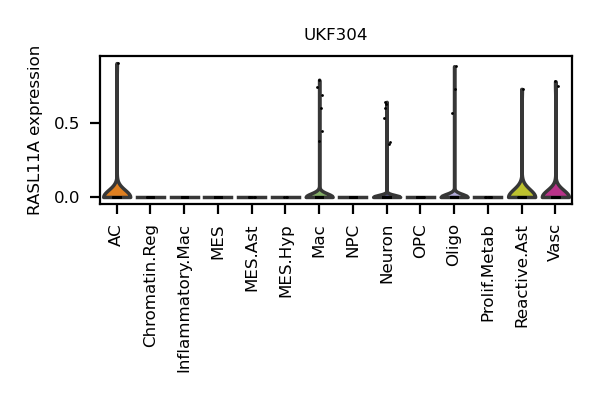 UKF304
RASL11A expression
0.5
0.0
AC
Chromatin.Reg
Inflammatory.Mac
MES
MES.Ast
MES.Hyp
Mac
NPC
Neuron
OPC
Oligo
Prolif.Metab
Reactive.Ast
Vasc